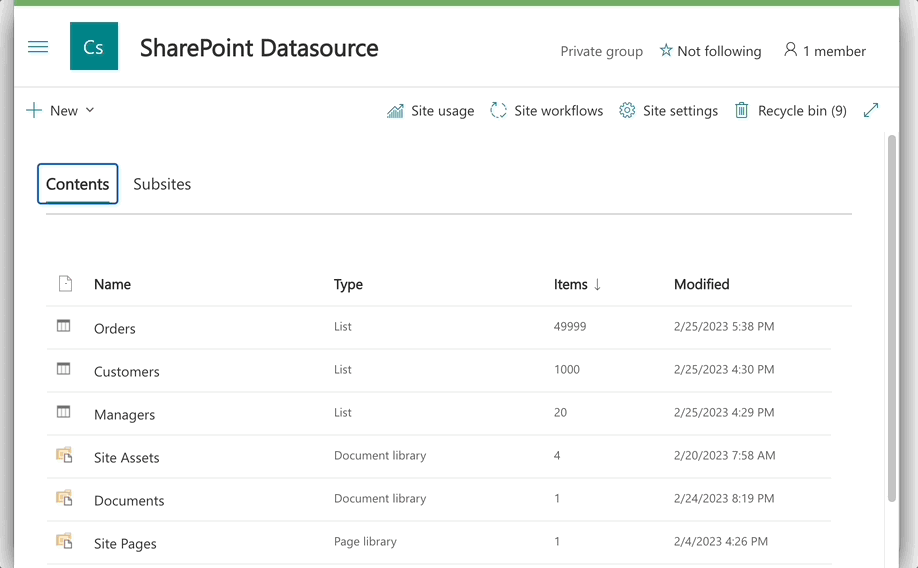 Cs SharePoint Datasource Private group Not following 1 member
New Site usage Site workflows Site settings Recycle bin (9)
Contents Subsites
Name Type Items ↓ Modified
Orders List 49999 2/25/2023 5:38 PM
Customers List 1000 2/25/2023 4:30 PM
Managers List 20 2/25/2023 4:29 PM
Site Assets Document library 4 2/20/2023 7:58 AM
Documents Document library 1 2/24/2023 8:19 PM
Site Pages Page library 1 2/4/2023 4:26 PM